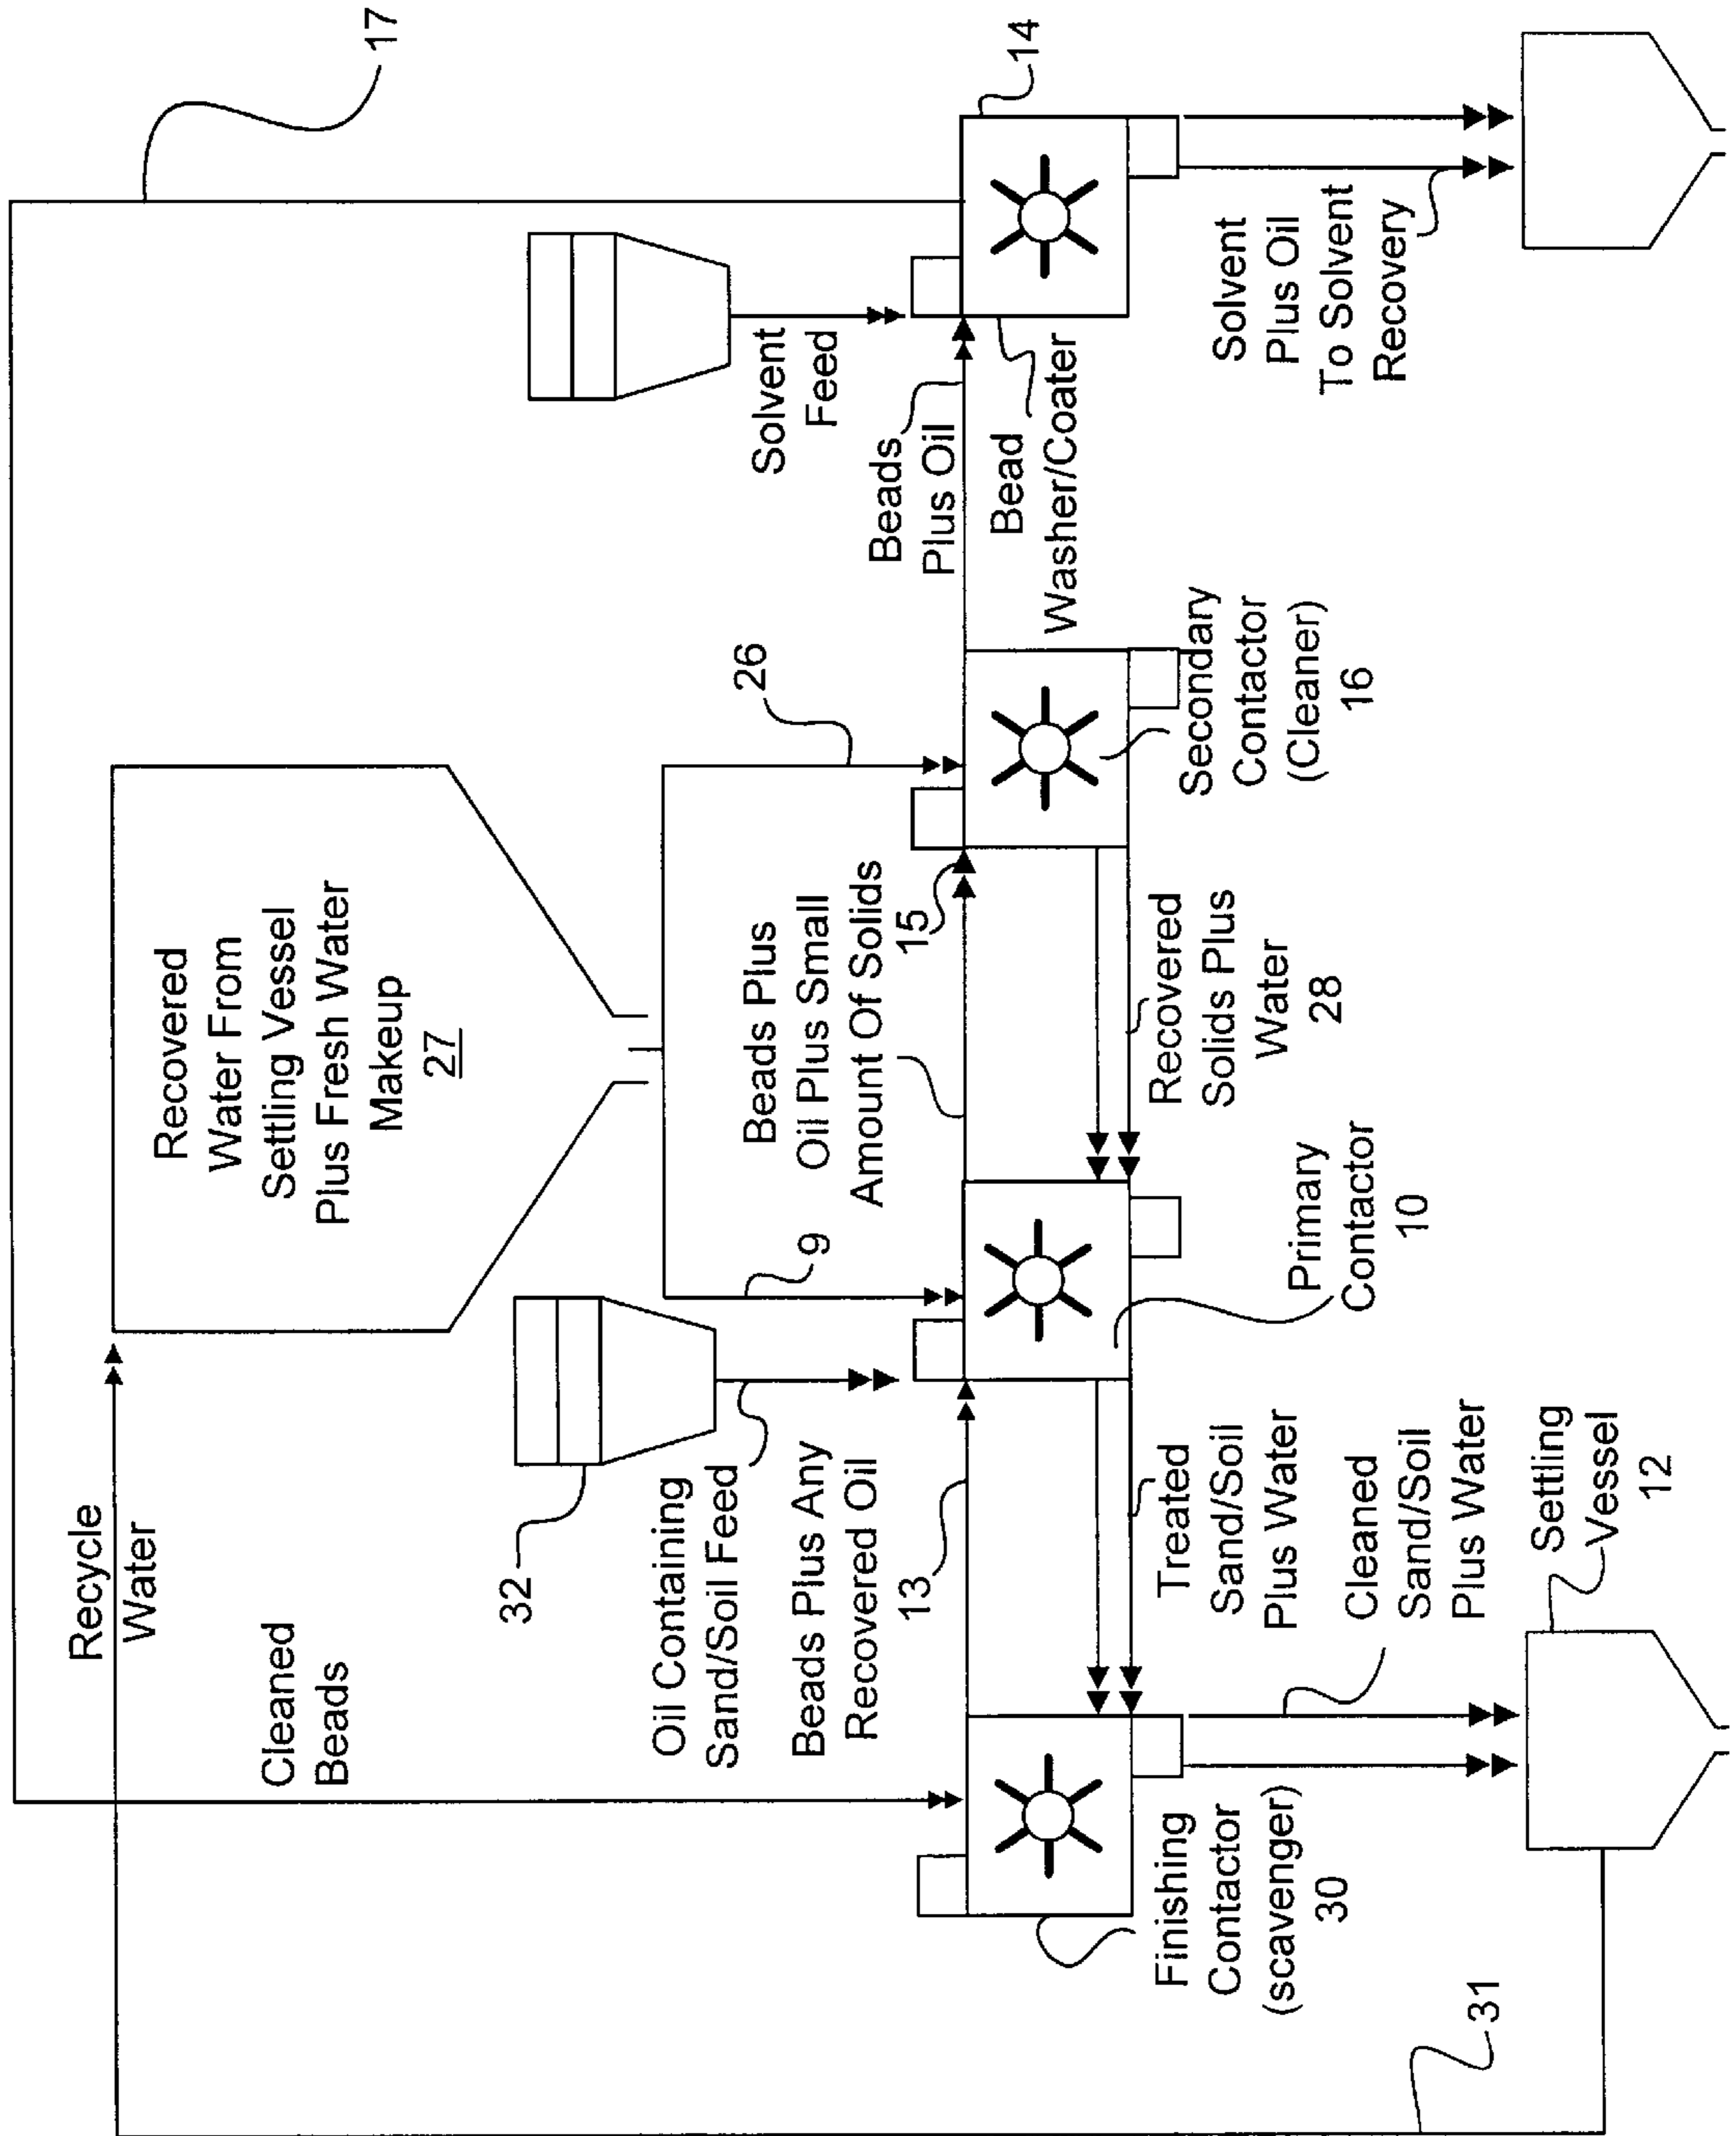 17
Recycle
Water
Cleaned
Beads
Recovered
Water From
Settling Vessel
Plus Fresh Water
Makeup
27
32
Oil Containing
Sand/Soil Feed
Beads Plus Any
Recovered Oil
13
9
Beads Plus
Oil Plus Small
Amount Of Solids
15
26
Solvent
Feed
Beads
Plus Oil
14
Bead
Washer/Coater
Finishing
Contactor
(scavenger)
30
Treated
Sand/Soil
Plus Water
Cleaned
Sand/Soil
Plus Water
Settling
Vessel
12
Primary
Contactor
10
Recovered
Solids Plus
Water
28
Secondary
Contactor
(Cleaner)
16
Solvent
Plus Oil
To Solvent
Recovery
31